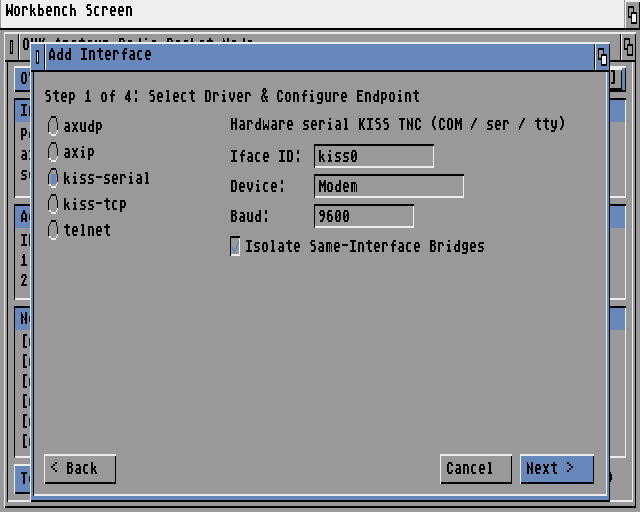 Workbench Screen
Add Interface
Step 1 of 4: Select Driver & Configure Endpoint
axudp
axip
kiss-serial
kiss-tcp
telnet
Hardware serial KISS TNC (COM / ser / tty)
Iface ID: kiss0
Device: Modem
Baud: 9600
Isolate Same-Interface Bridges
< Back
Cancel
Next >